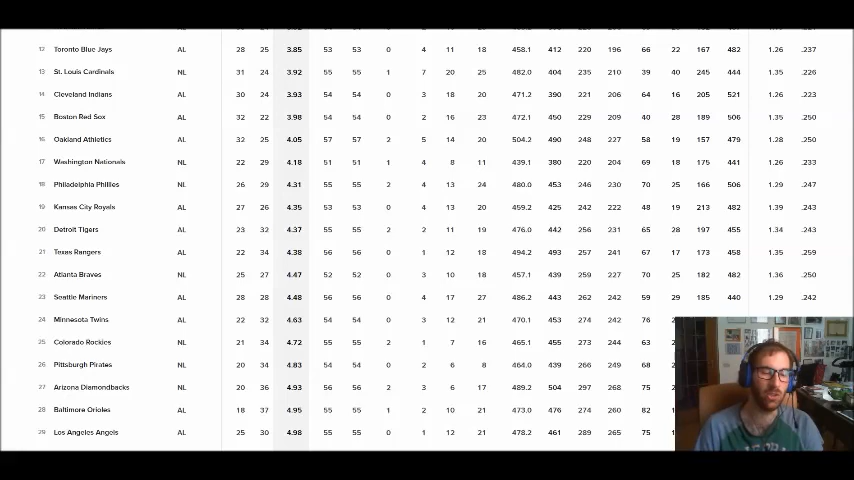 12 Toronto Blue Jays AL 28 25 3.85 53 53 0 4 11 18 458.1 412 220 196 66 22 167 482 1.26 .237
13 St. Louis Cardinals NL 31 24 3.92 55 55 1 7 20 25 482.0 404 235 210 39 40 245 444 1.35 .226
14 Cleveland Indians AL 30 24 3.93 54 54 0 3 18 20 471.2 390 221 206 64 16 205 521 1.26 .223
15 Boston Red Sox AL 32 22 3.98 54 54 0 2 16 23 472.1 450 229 209 40 28 189 506 1.35 .250
16 Oakland Athletics AL 32 25 4.05 57 57 2 5 14 20 504.2 490 248 227 58 19 157 479 1.28 .250
17 Washington Nationals NL 22 29 4.18 51 51 1 4 8 11 439.1 380 220 204 69 18 175 441 1.26 .233
18 Philadelphia Phillies NL 26 29 4.31 55 55 2 4 13 24 480.0 453 246 230 70 25 166 506 1.29 .247
19 Kansas City Royals AL 27 26 4.35 53 53 0 4 13 20 459.2 425 242 222 48 19 213 482 1.39 .243
20 Detroit Tigers AL 23 32 4.37 55 55 2 2 11 19 476.0 442 256 231 65 28 197 455 1.34 .243
21 Texas Rangers AL 22 34 4.38 56 56 0 1 12 18 494.2 493 257 241 67 17 173 458 1.35 .259
22 Atlanta Braves NL 25 27 4.47 52 52 0 3 10 18 457.1 439 259 227 70 25 182 482 1.36 .250
23 Seattle Mariners AL 28 28 4.48 56 56 0 4 17 27 486.2 443 262 242 59 29 185 440 1.29 .242
24 Minnesota Twins AL 22 32 4.63 54 54 0 3 12 21 470.1 453 274 242 76
25 Colorado Rockies NL 21 34 4.72 55 55 2 1 7 16 465.1 455 273 244 63
26 Pittsburgh Pirates NL 20 34 4.83 54 54 0 2 6 8 464.0 439 266 249 68
27 Arizona Diamondbacks NL 20 36 4.93 56 56 2 3 6 17 489.2 504 297 268 75
28 Baltimore Orioles AL 18 37 4.95 55 55 1 2 10 21 473.0 476 274 260 82
29 Los Angeles Angels AL 25 30 4.98 55 55 0 1 12 21 478.2 461 289 265 75